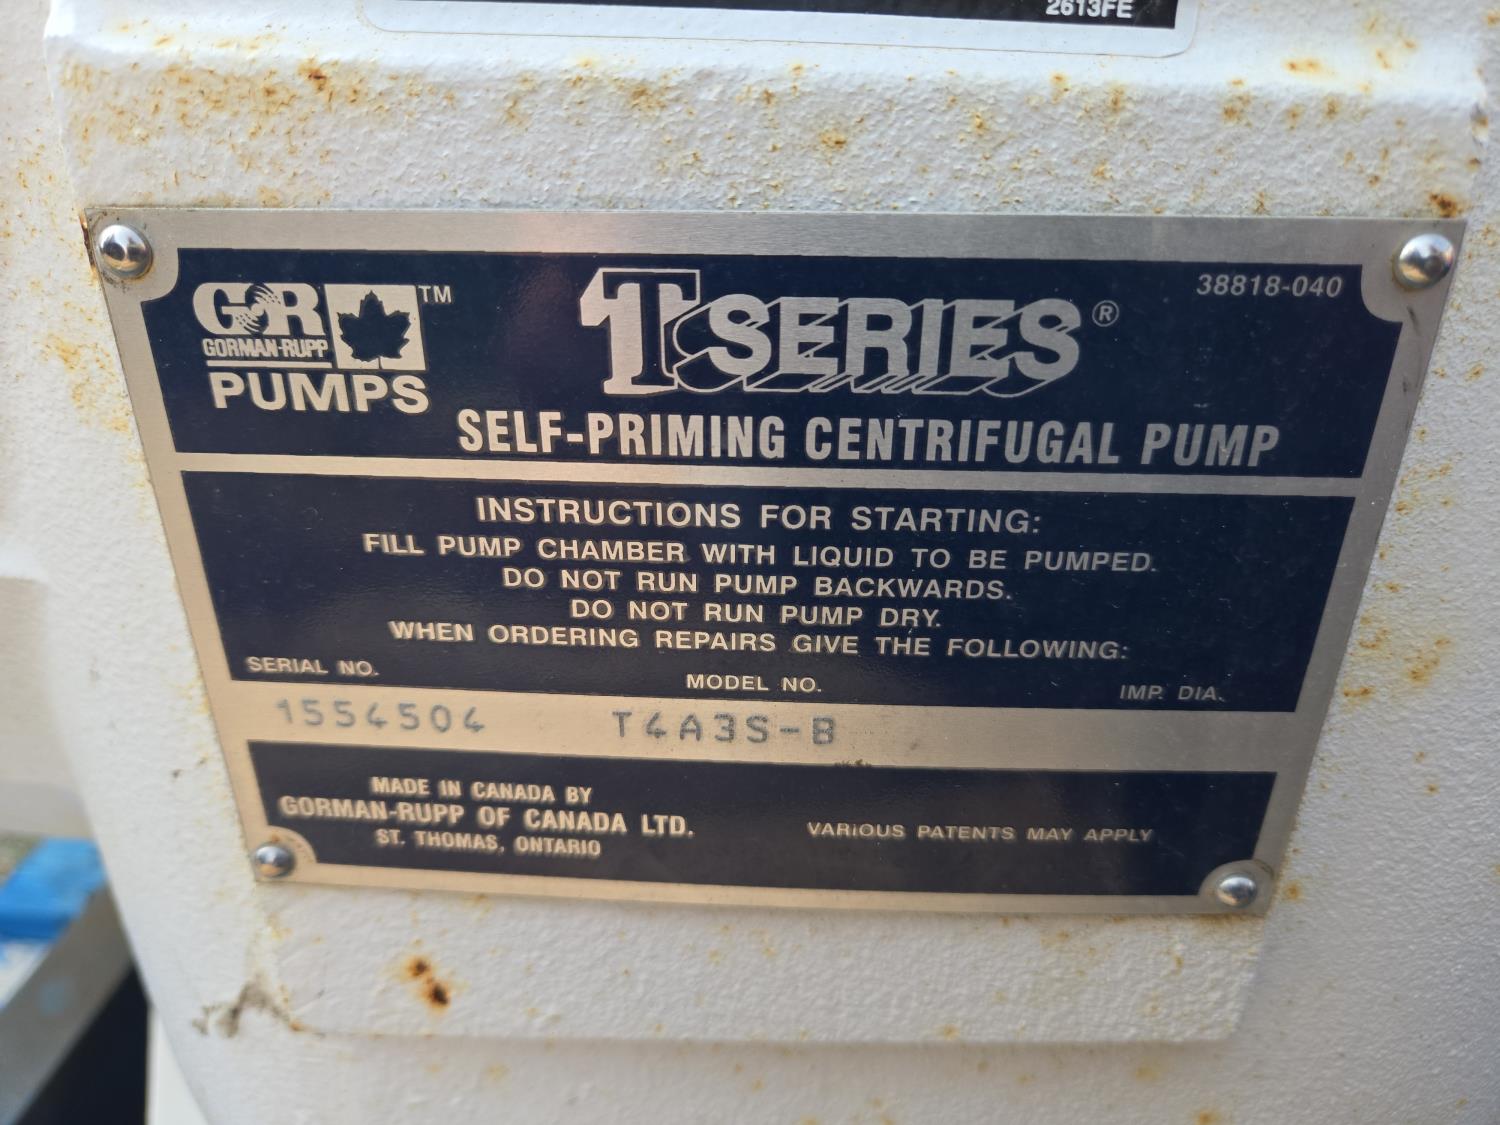 2613FE
38818-040
GR
GORMAN-RUPP
PUMPS
TM
T SERIES®
SELF-PRIMING CENTRIFUGAL PUMP
INSTRUCTIONS FOR STARTING:
FILL PUMP CHAMBER WITH LIQUID TO BE PUMPED.
DO NOT RUN PUMP BACKWARDS.
DO NOT RUN PUMP DRY.
WHEN ORDERING REPAIRS GIVE THE FOLLOWING:
SERIAL NO. MODEL NO. IMP. DIA.
1554504 T4A3S-B
MADE IN CANADA BY
GORMAN-RUPP OF CANADA LTD.
ST. THOMAS, ONTARIO
VARIOUS PATENTS MAY APPLY